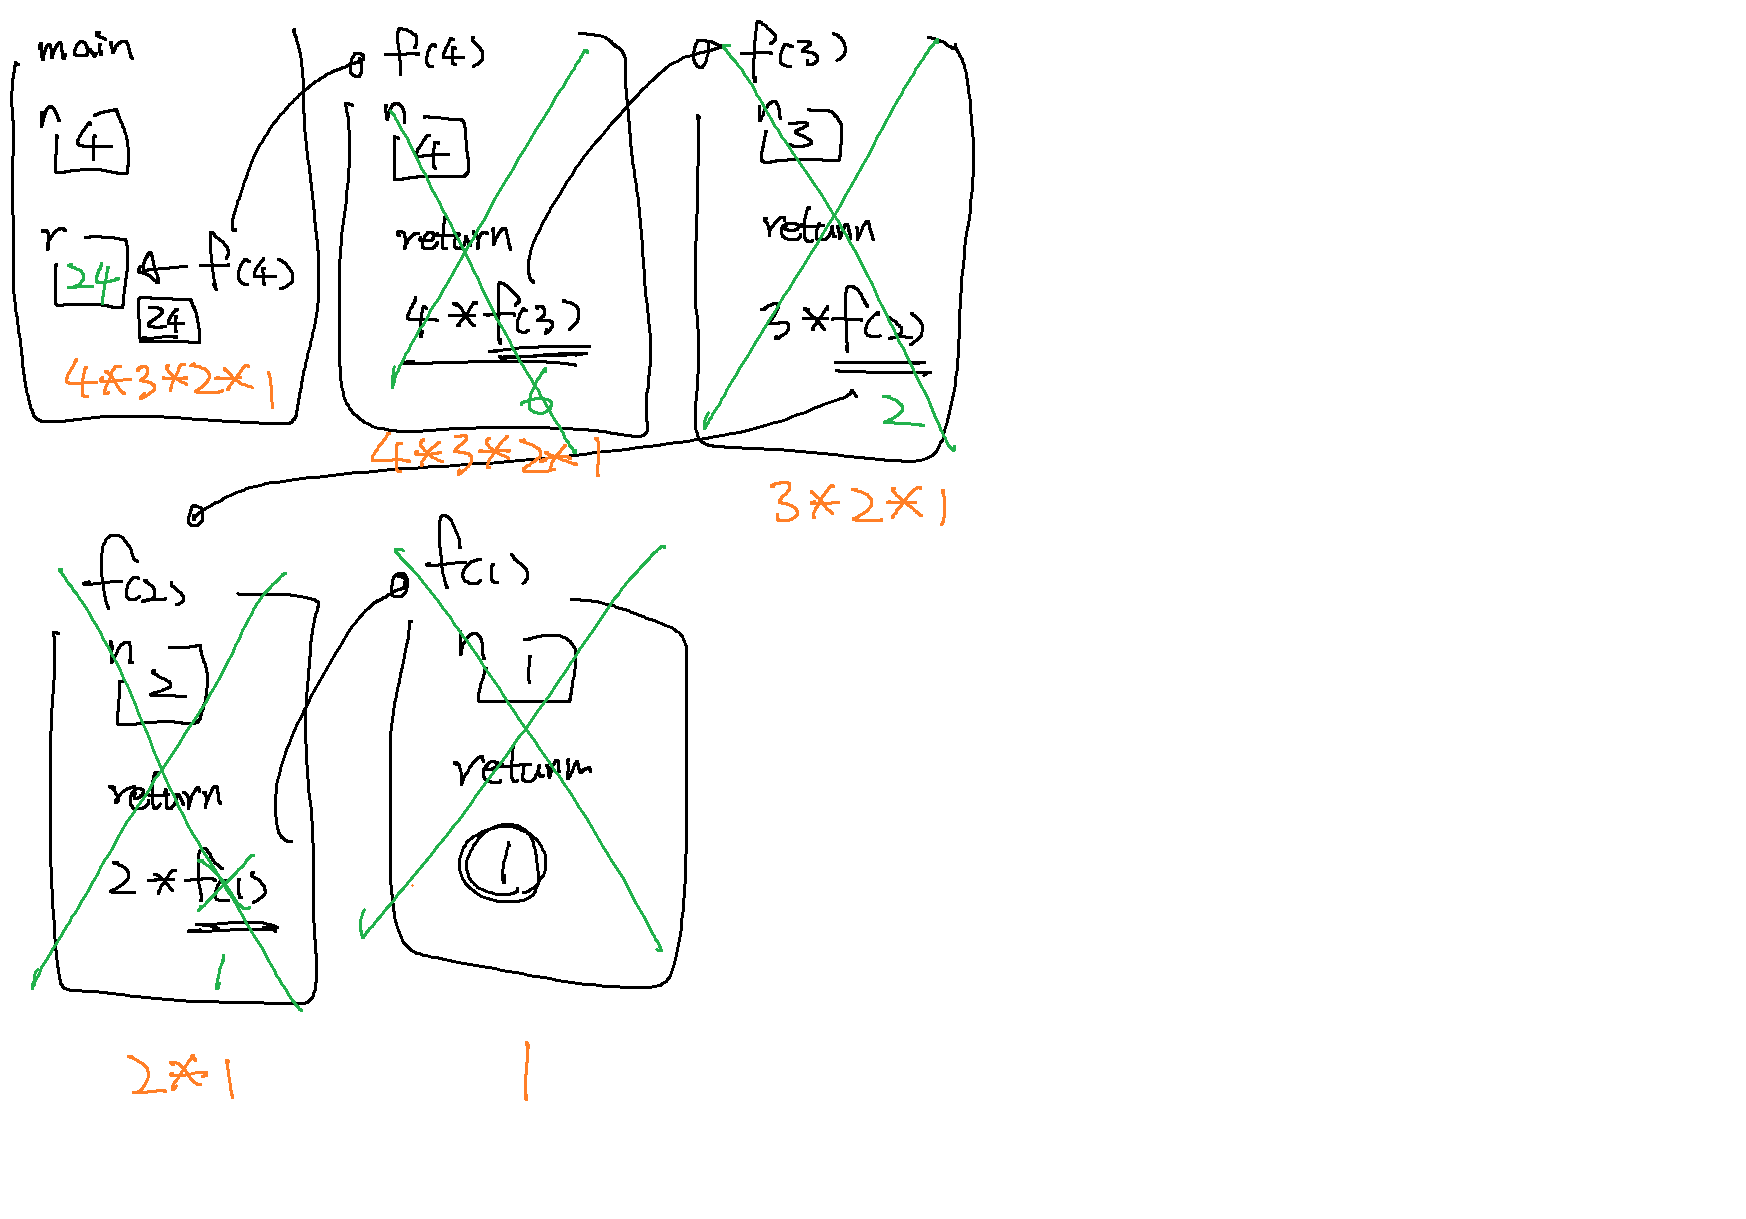 main
n
4
r
24 f(4)
24
4*3*2*1
f(4)
n
4
return
4*f(3)
6
4*3*2*1
f(3)
n
3
return
3*f(2)
2
3*2*1
f(2)
n
2
return
2*f(1)
1
2*1
f(1)
n
1
return
1
1